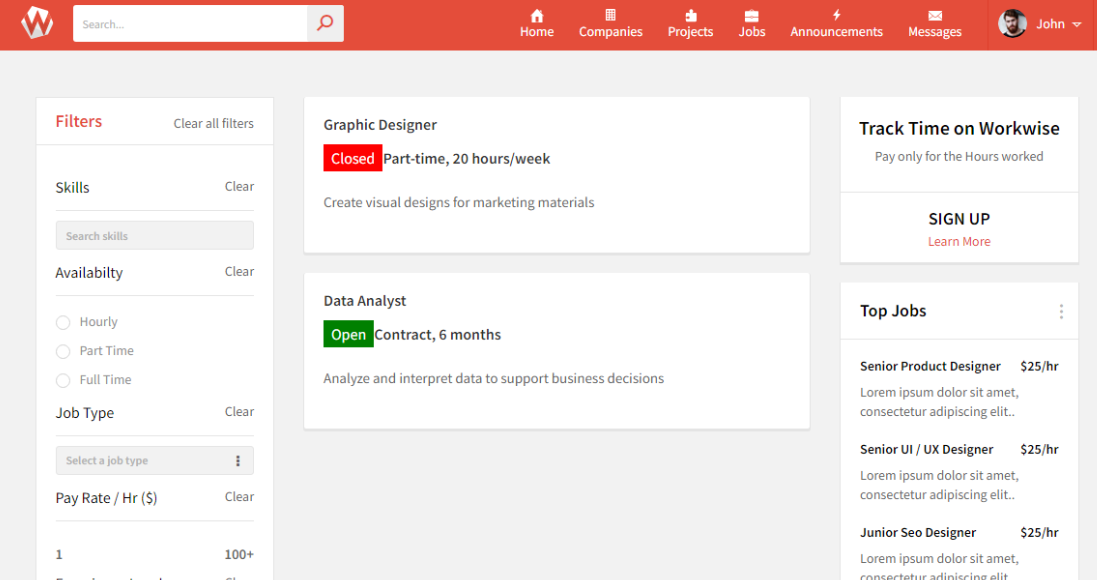 W
Search...
Home
Companies
Projects
Jobs
Announcements
Messages
John
Filters
Clear all filters
Skills
Clear
Search skills
Availabilty
Clear
Hourly
Part Time
Full Time
Job Type
Clear
Select a job type
Pay Rate / Hr ($)
Clear
1
100+
Graphic Designer
Closed Part-time, 20 hours/week
Create visual designs for marketing materials
Data Analyst
Open Contract, 6 months
Analyze and interpret data to support business decisions
Track Time on Workwise
Pay only for the Hours worked
SIGN UP
Learn More
Top Jobs
Senior Product Designer $25/hr
Lorem ipsum dolor sit amet,
consectetur adipiscing elit..
Senior UI / UX Designer $25/hr
Lorem ipsum dolor sit amet,
consectetur adipiscing elit..
Junior Seo Designer $25/hr
Lorem ipsum dolor sit amet,
consectetur adipiscing elit..